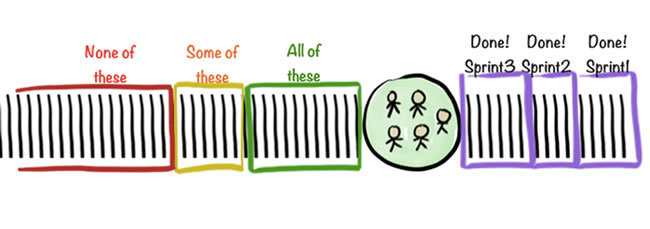 None of
these
Some of
these
All of
these
Done!
Sprint3
Done!
Sprint2
Done!
Sprint1